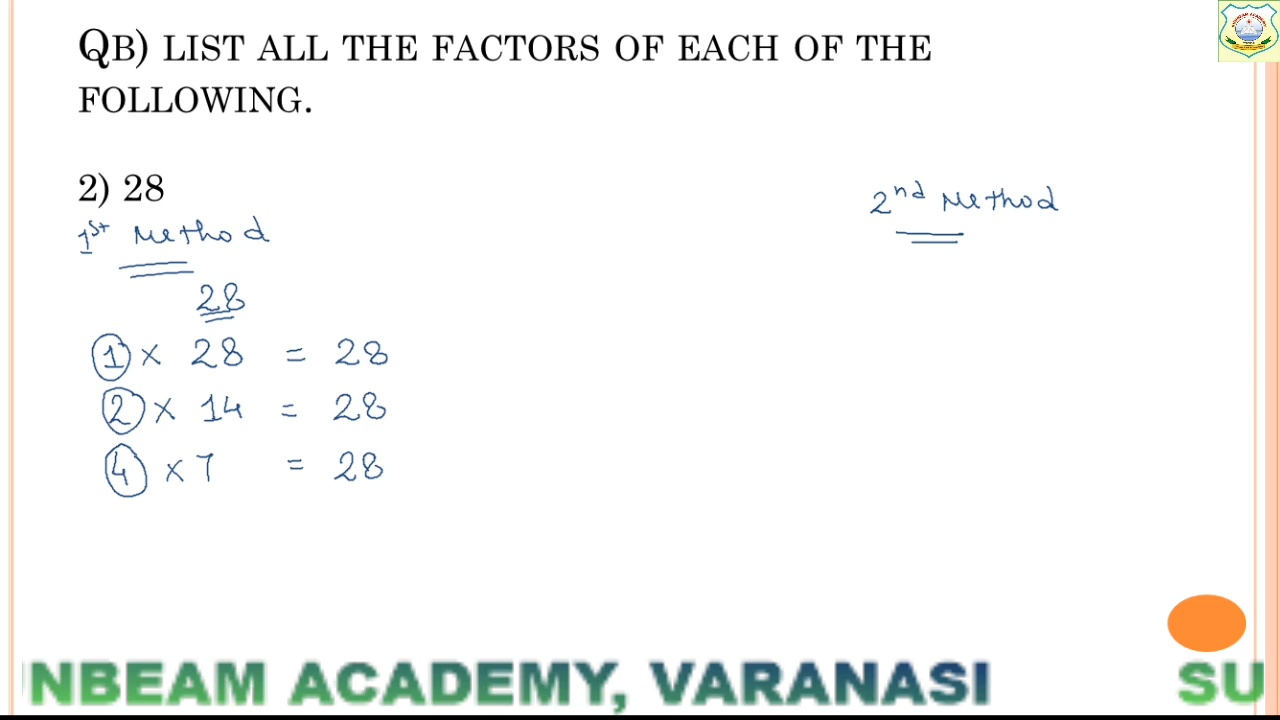 QB) LIST ALL THE FACTORS OF EACH OF THE
FOLLOWING.
2) 28
1st Method
2nd Method
28
1 × 28 = 28
2 × 14 = 28
4 × 7 = 28
NBEAM ACADEMY, VARANASI SU